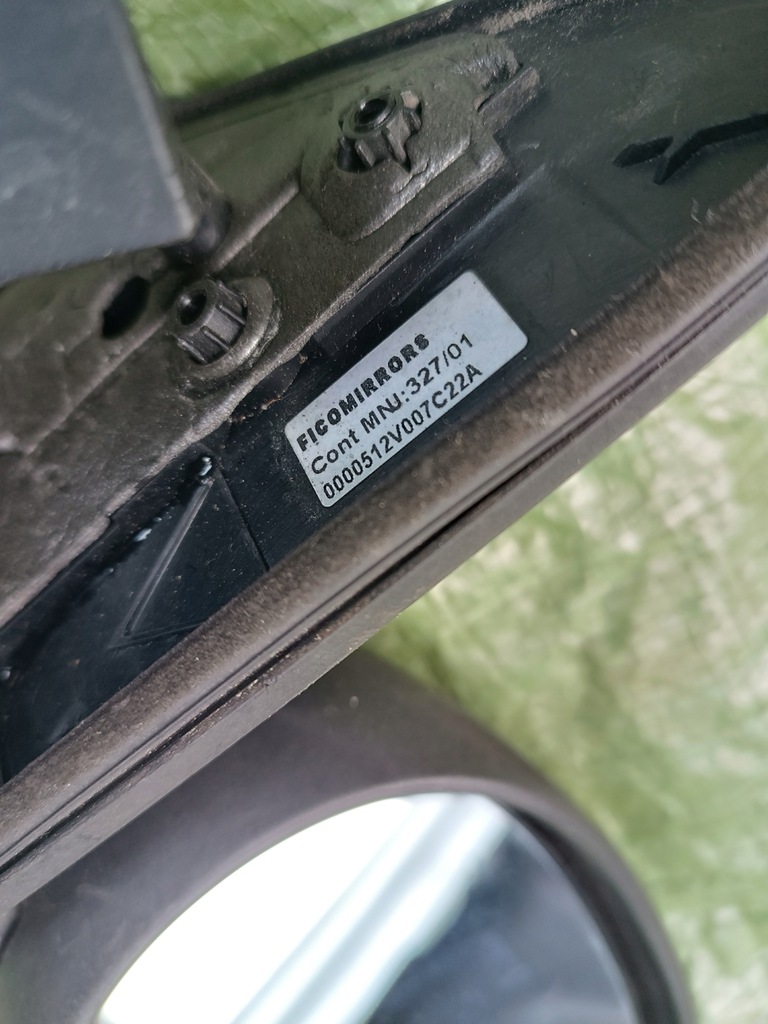 FICOMIRRORS
Cont MNJ:327/01
0000512V007C22A